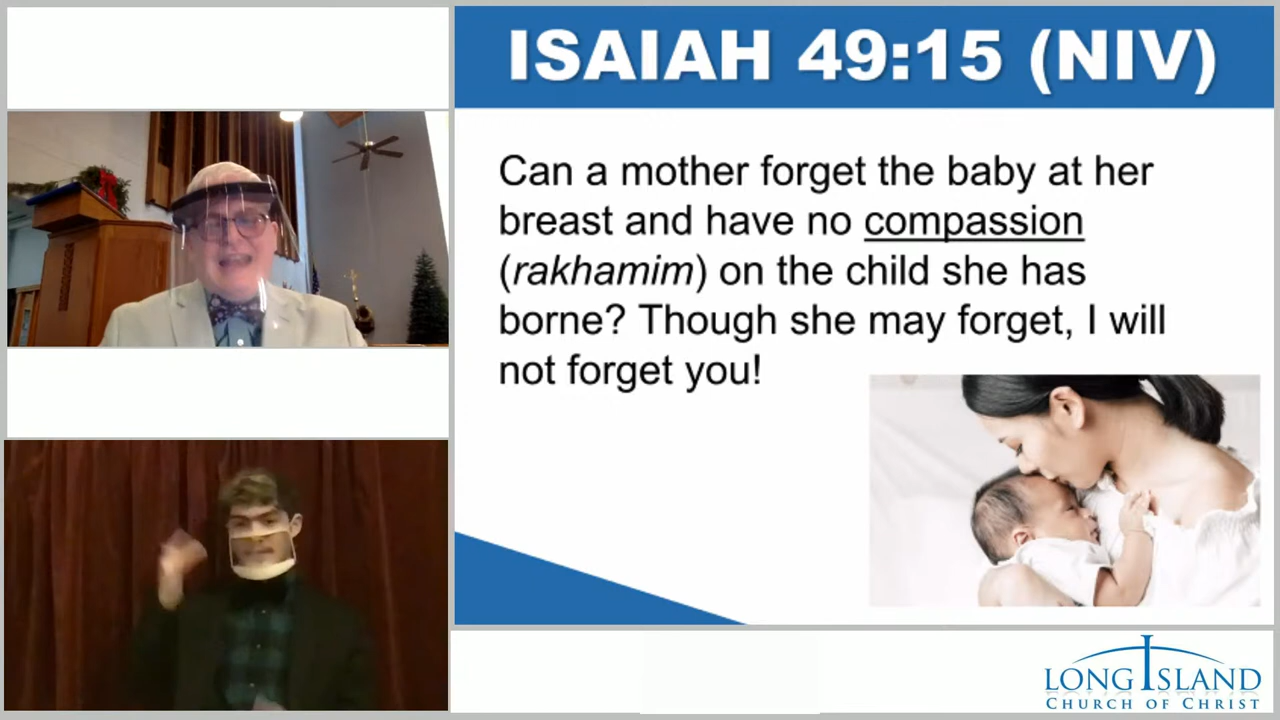 ISAIAH 49:15 (NIV)
Can a mother forget the baby at her
breast and have no compassion
(rakhamim) on the child she has
borne? Though she may forget, I will
not forget you!
LONG ISLAND
CHURCH OF CHRIST